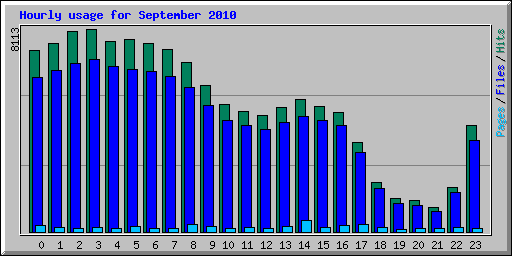 Hourly usage for September 2010
8113
0 1 2 3 4 5 6 7 8 9 10 11 12 13 14 15 16 17 18 19 20 21 22 23
Pages / Files / Hits